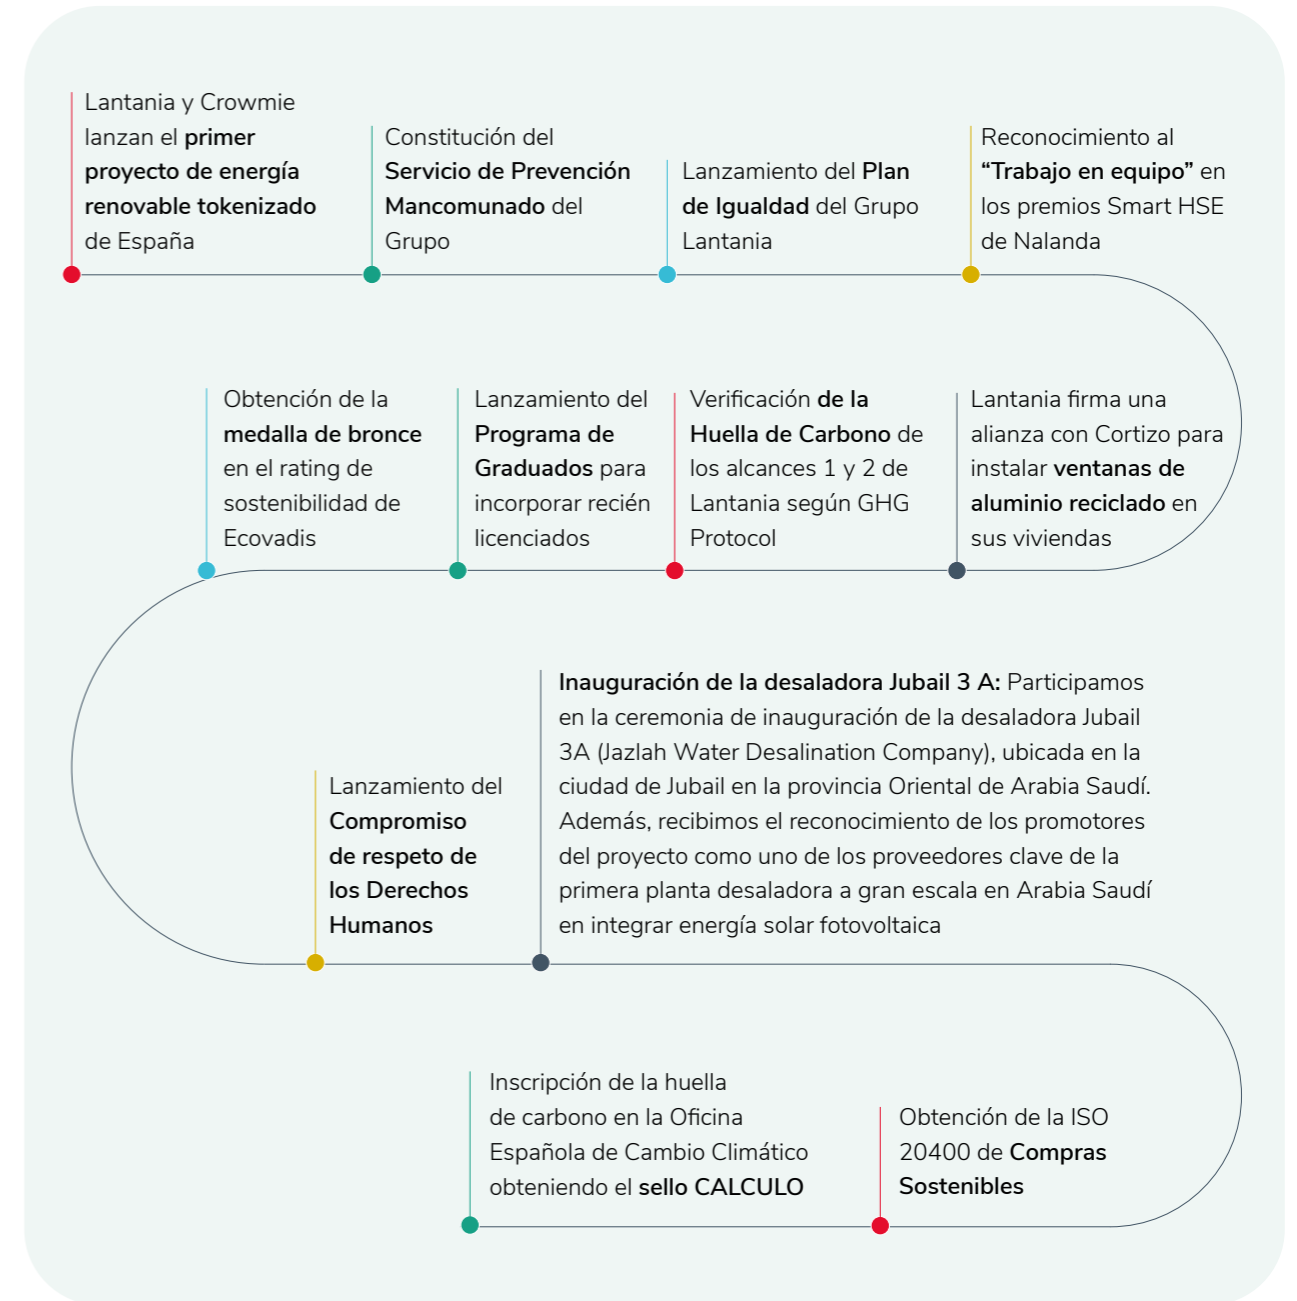 Lantania y Crowmie
lanzan el primer
proyecto de energía
renovable tokenizado
de España
Constitución del
Servicio de Prevención
Mancomunado del
Grupo
Lanzamiento del Plan
de Igualdad del Grupo
Lantania
Reconocimiento al
“Trabajo en equipo” en
los premios Smart HSE
de Nalanda
Obtención de la
medalla de bronce
en el rating de
sostenibilidad de
Ecovadis
Lanzamiento del
Programa de
Graduados para
incorporar recién
licenciados
Verificación de la
Huella de Carbono de
los alcances 1 y 2 de
Lantania según GHG
Protocol
Lantania firma una
alianza con Cortizo para
instalar ventanas de
aluminio reciclado en
sus viviendas
Lanzamiento del
Compromiso
de respeto de
los Derechos
Humanos
Inauguración de la desaladora Jubail 3 A: Participamos
en la ceremonia de inauguración de la desaladora Jubail
3A (Jazlah Water Desalination Company), ubicada en la
ciudad de Jubail en la provincia Oriental de Arabia Saudí.
Además, recibimos el reconocimiento de los promotores
del proyecto como uno de los proveedores clave de la
primera planta desaladora a gran escala en Arabia Saudí
en integrar energía solar fotovoltaica
Inscripción de la huella
de carbono en la Oficina
Española de Cambio Climático
obteniendo el sello CALCULO
Obtención de la ISO
20400 de Compras
Sostenibles